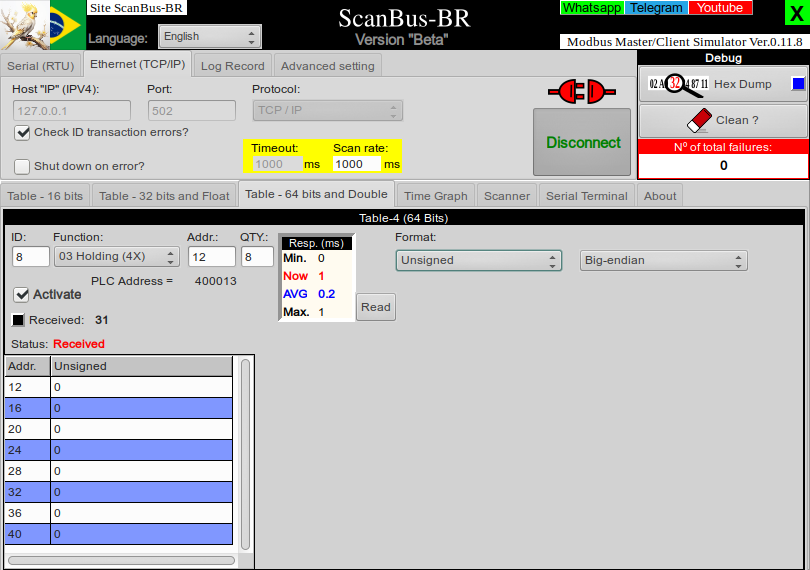 Site ScanBus-BR
ScanBus-BR
Whatsapp Telegram Youtube
X
Language: English
Version "Beta"
Modbus Master/Client Simulator Ver.0.11.8
Serial (RTU) Ethernet (TCP/IP) Log Record Advanced setting
Debug
Host "IP" (IPV4): Port: Protocol:
127.0.0.1 502 TCP / IP
Hex Dump
Check ID transaction errors?
Clean ?
Timeout: Scan rate:
1000 ms 1000 ms
Disconnect
Nº of total failures:
Shut down on error?
0
Table - 16 bits Table - 32 bits and Float Table - 64 bits and Double Time Graph Scanner Serial Terminal About
Table-4 (64 Bits)
ID: Function: Addr.: QTY.: Resp. (ms) Format:
8 03 Holding (4X) 12 8 Unsigned Big-endian
Min. 0
Now 1
AVG 0.2
Max. 1
PLC Address = 400013
Activate
Read
Received: 31
Status: Received
Addr. Unsigned
12 0
16 0
20 0
24 0
28 0
32 0
36 0
40 0